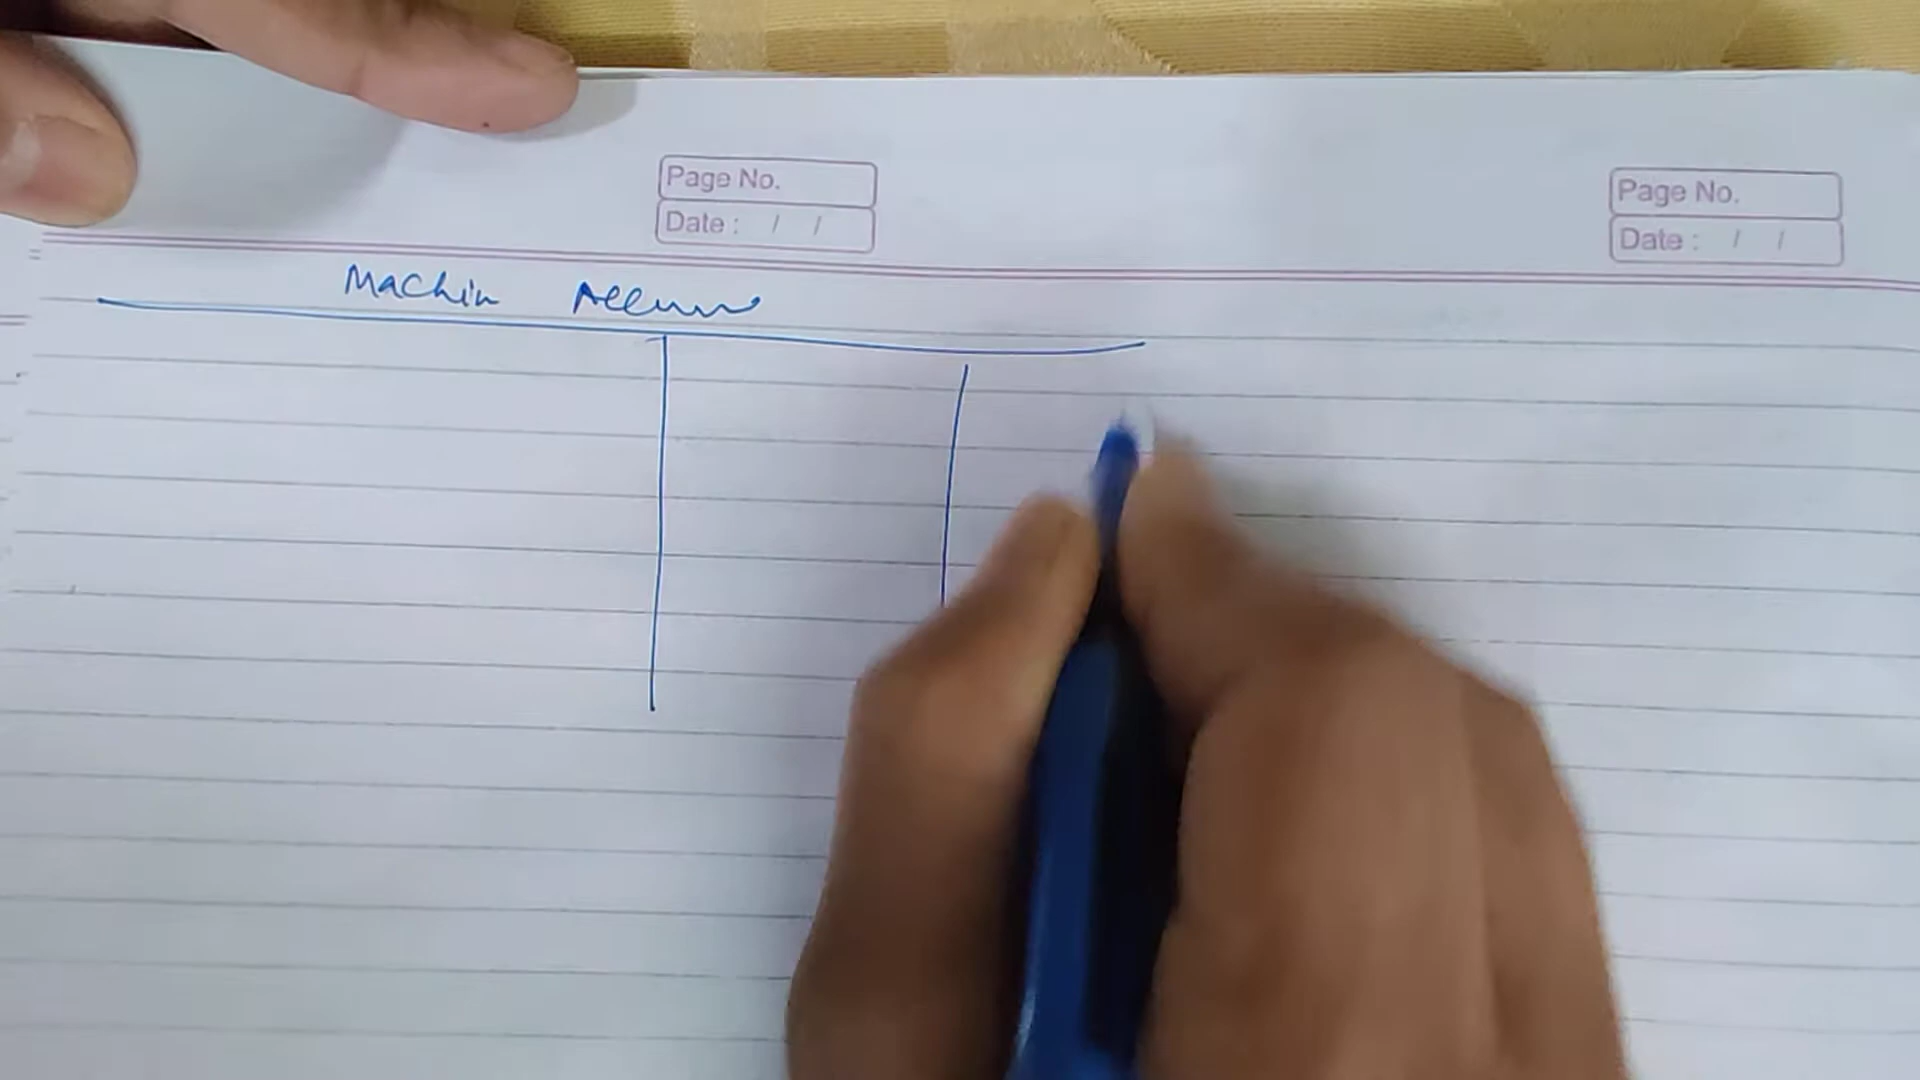 Page No.
Date : / /
Page No.
Date : / /
Machin